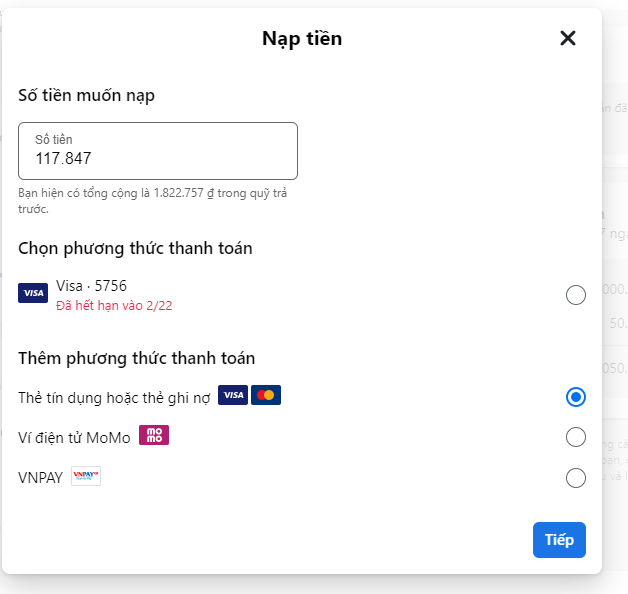 Nạp tiền
Số tiền muốn nạp
Số tiền
117.847
Bạn hiện có tổng cộng là 1.822.757 ₫ trong quỹ trả
trước.
Chọn phương thức thanh toán
VISA Visa · 5756
Đã hết hạn vào 2/22
Thêm phương thức thanh toán
Thẻ tín dụng hoặc thẻ ghi nợ VISA
Ví điện tử MoMo mo
mo
VNPAY VNPAY
Tiếp